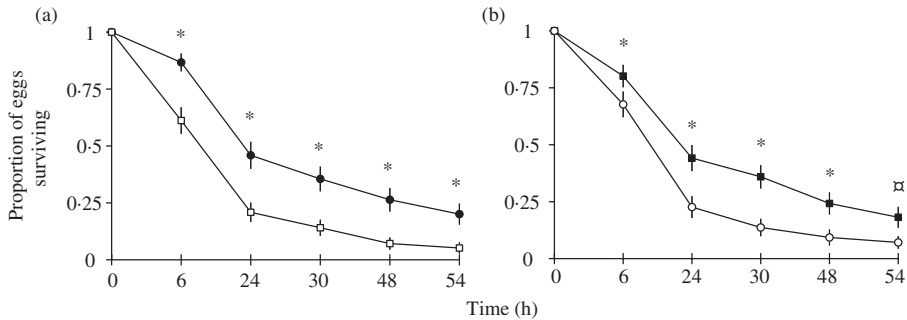 (a)
(b)
Proportion of eggs
surviving
1
0·75
0·5
0·25
0
0 6 24 30 48 54
* * * * *
1
0·75
0·5
0·25
0
0 6 24 30 48 54
* * * * ¤
Time (h)